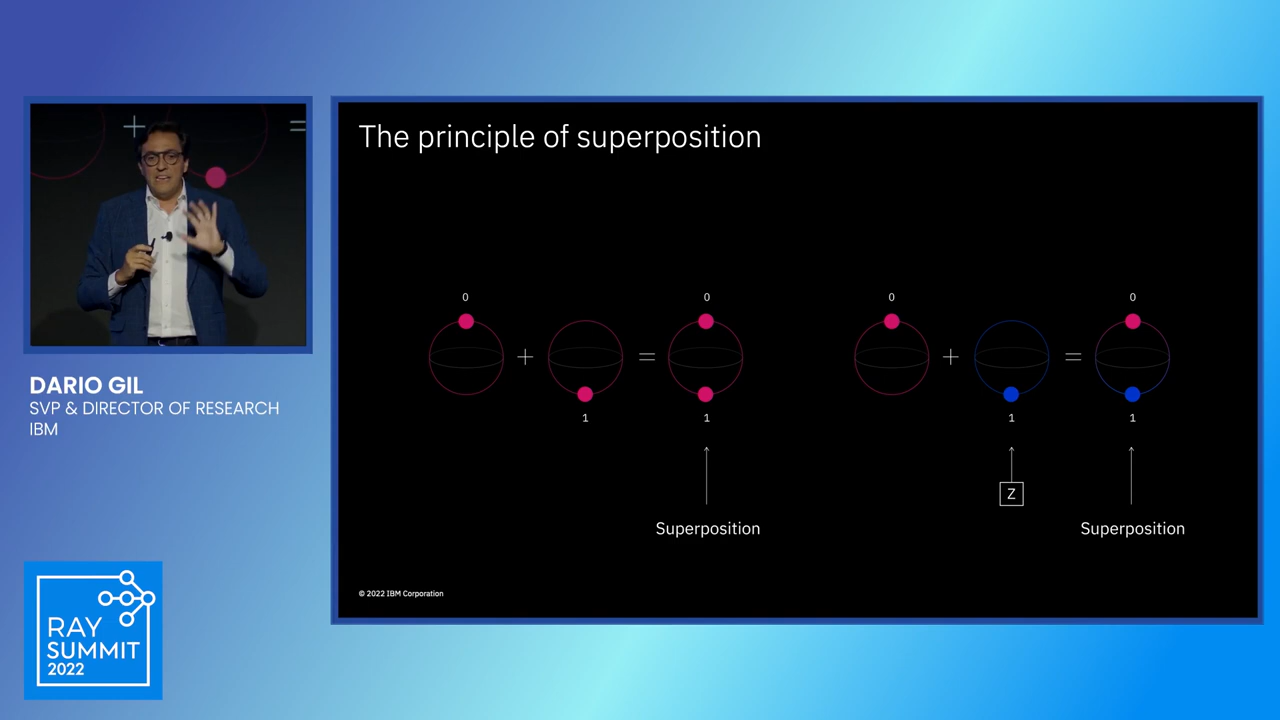 The principle of superposition
0 0 0 0
+ = + =
1 1 1 1
Z
Superposition Superposition
© 2022 IBM Corporation
+ =
DARIO GIL
SVP & DIRECTOR OF RESEARCH
IBM
RAY
SUMMIT
2022